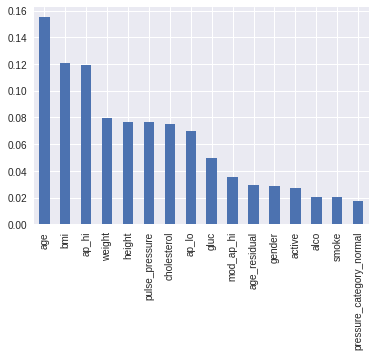 0.16
0.14
0.12
0.10
0.08
0.06
0.04
0.02
0.00
age
bmi
ap_hi
weight
height
pulse_pressure
cholesterol
ap_lo
gluc
mod_ap_hi
age_residual
gender
active
alco
smoke
pressure_category_normal